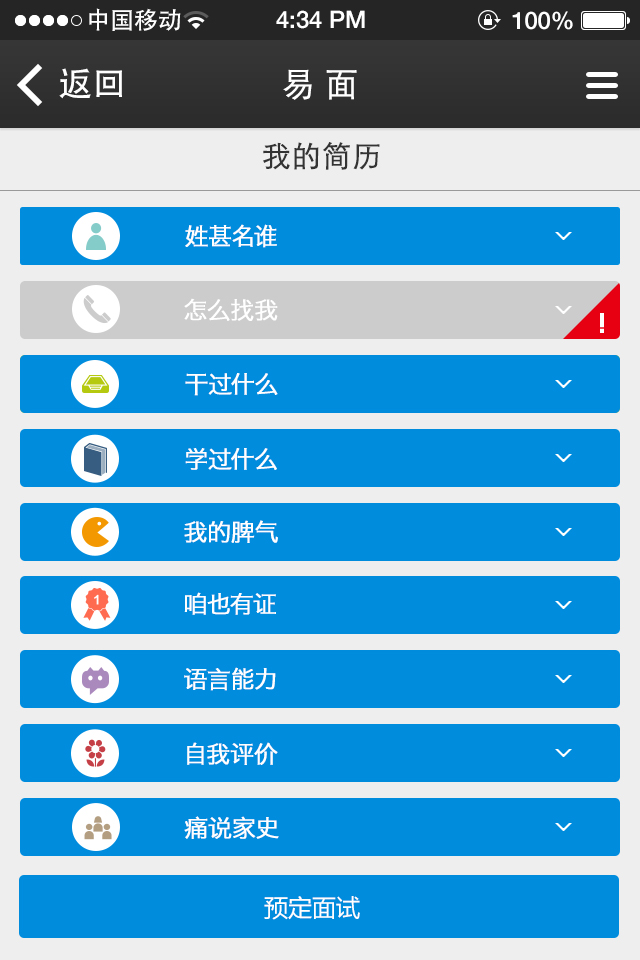 中国移动 4:34 PM 100%
返回 易 面
我的简历
姓甚名谁
怎么找我
!
干过什么
学过什么
我的脾气
1
咱也有证
语言能力
自我评价
痛说家史
预定面试